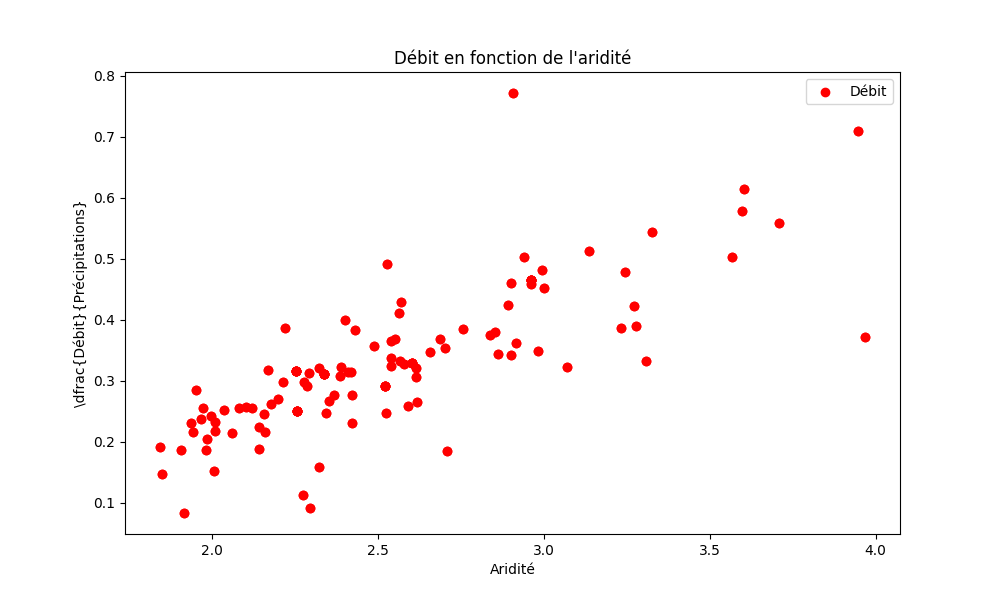 Débit en fonction de l'aridité
Débit
0.8
0.7
0.6
0.5
0.4
0.3
0.2
0.1
\dfrac{Débit}{Précipitations}
2.0 2.5 3.0 3.5 4.0
Aridité